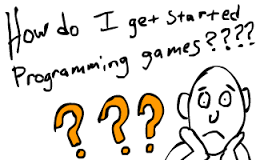 How do I get started
Programming games????
???